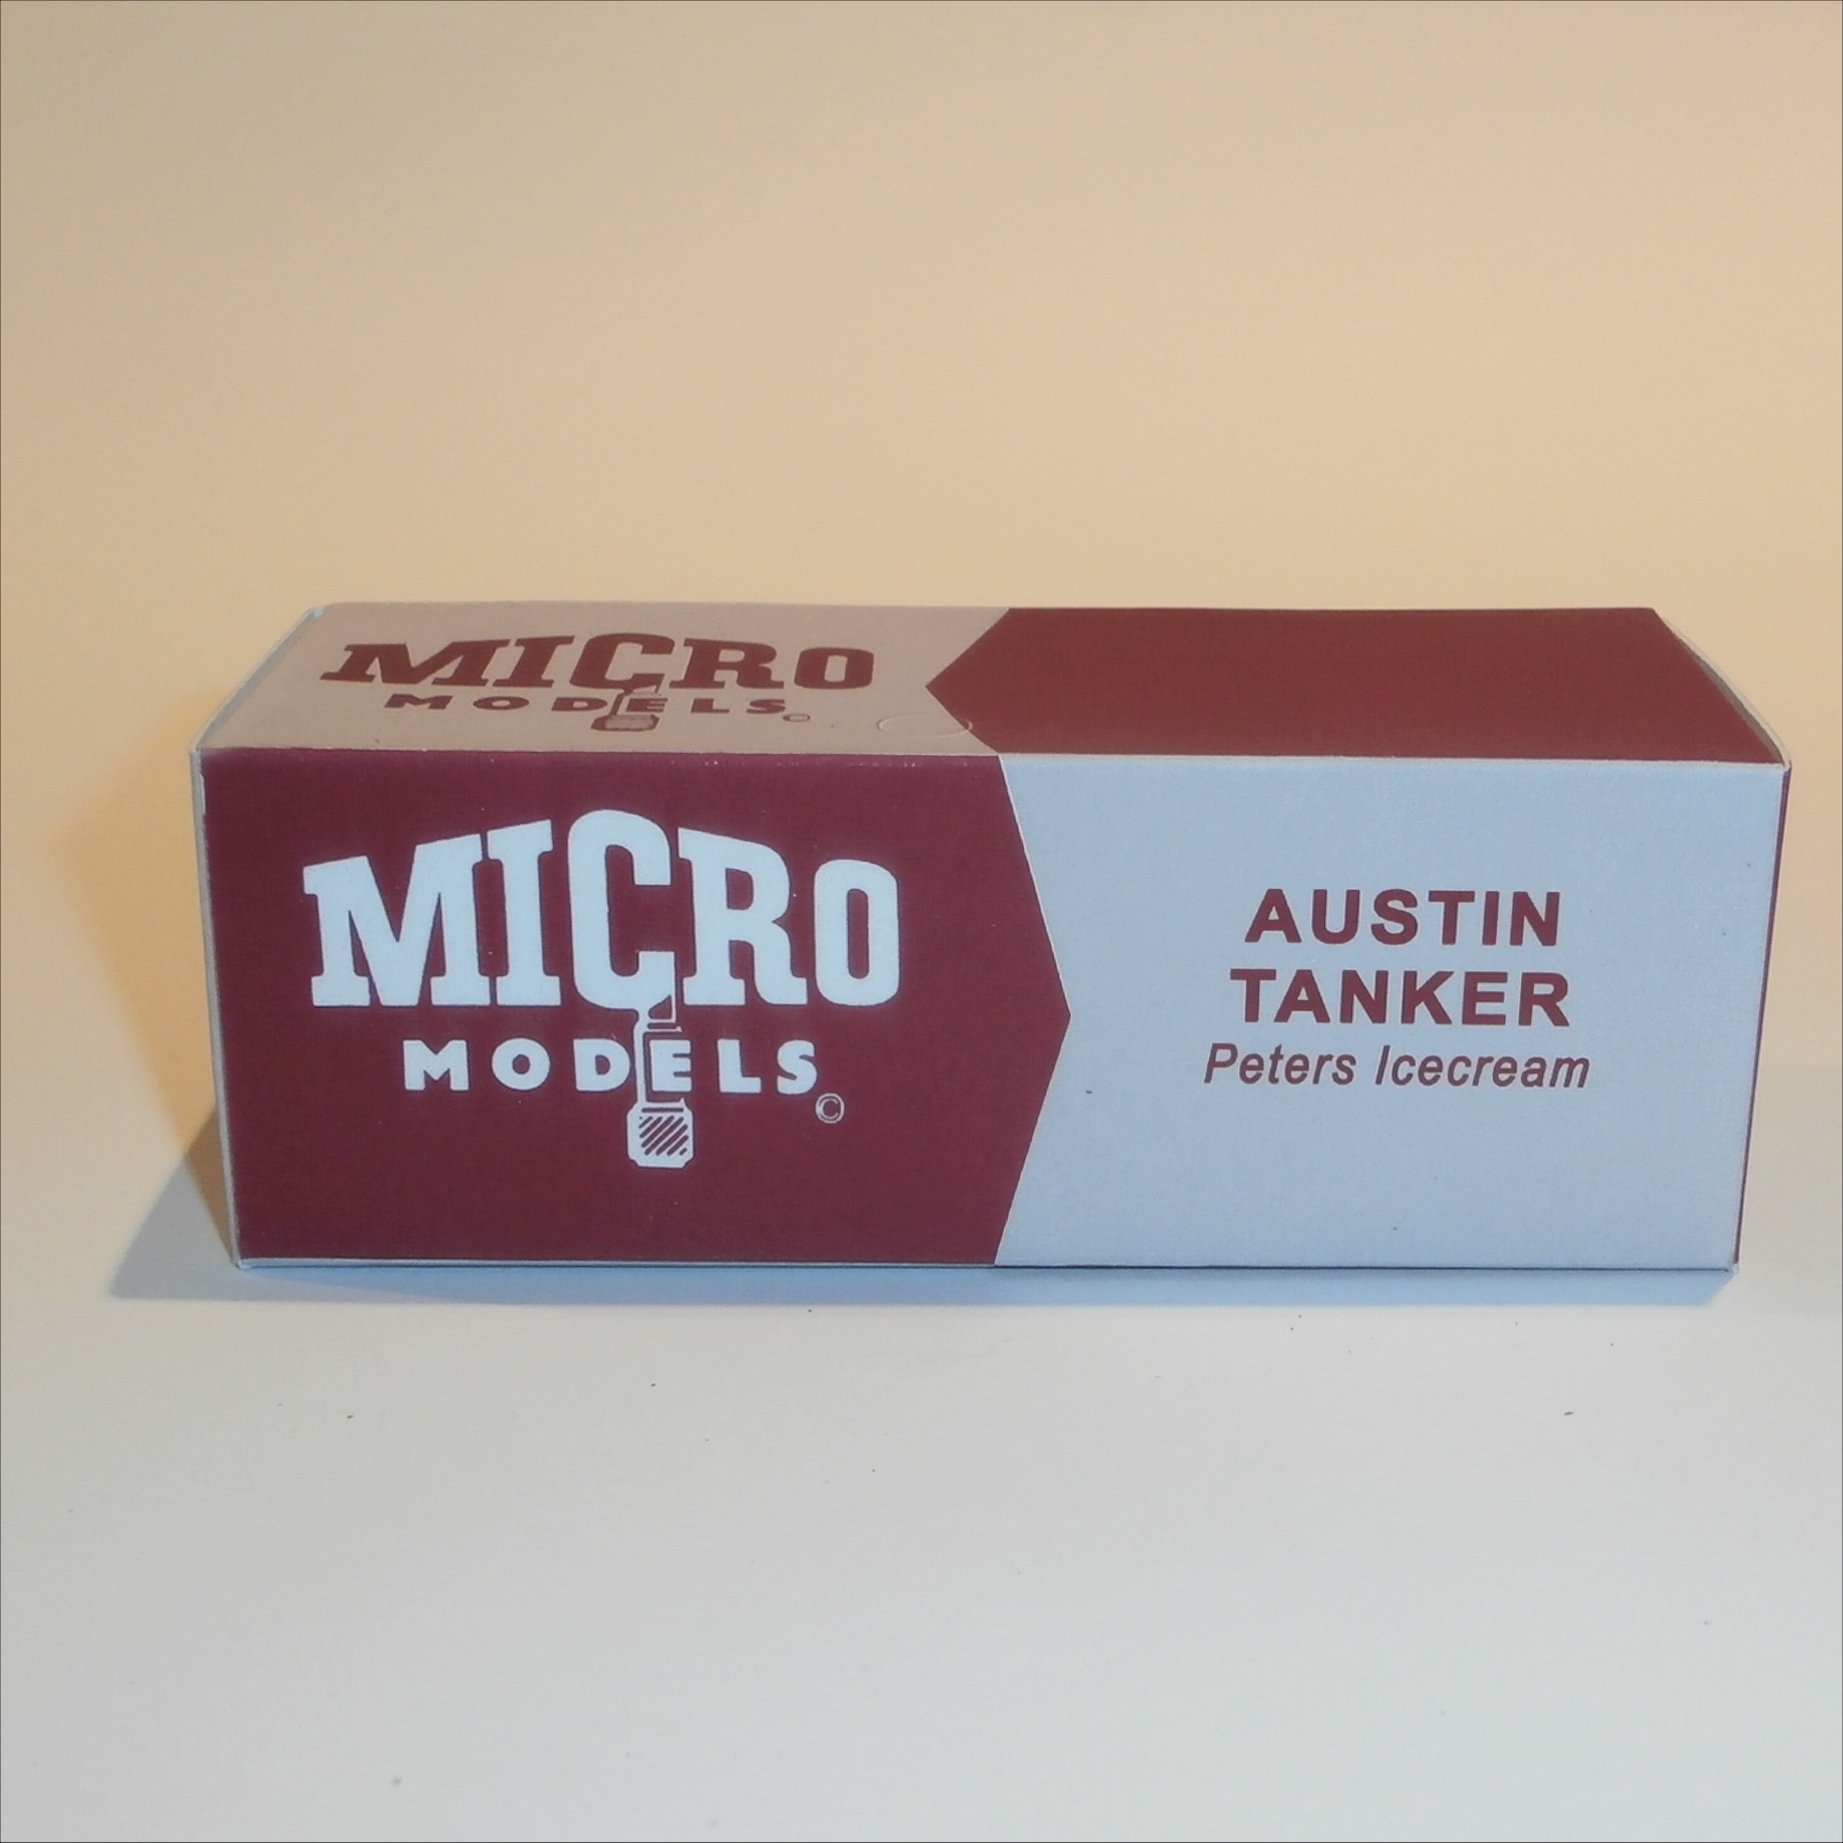 MICRO
MODELS©
MICRO
MODELS©
AUSTIN
TANKER
Peters Icecream